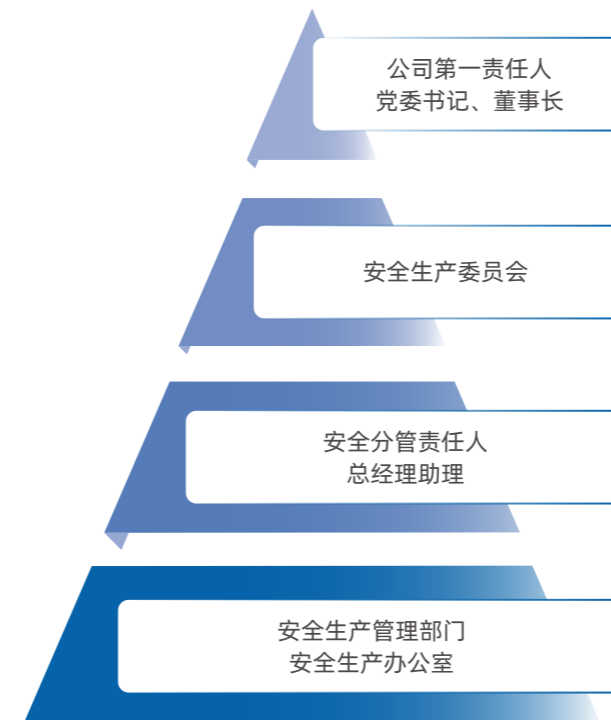 公司第一责任人
党委书记、董事长
安全生产委员会
安全分管责任人
总经理助理
安全生产管理部门
安全生产办公室